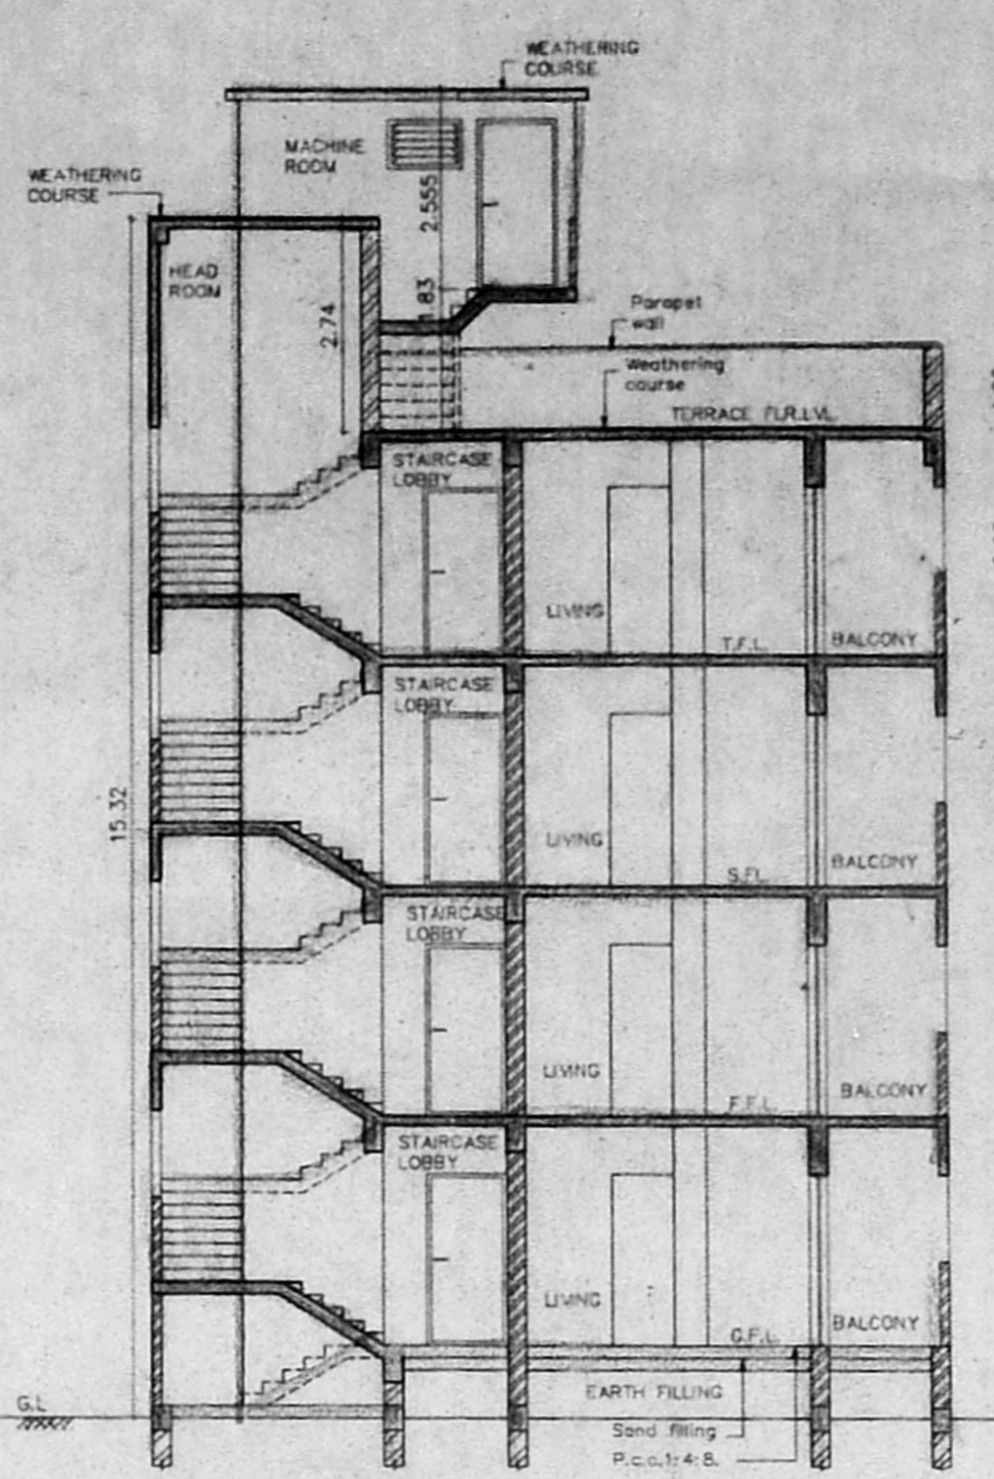 WEATHERING
COURSE
MACHINE
ROOM
WEATHERING
COURSE
2.555
HEAD
ROOM
.83
2.74
Parapet
wall
Weathering
course
TERRACE FLR.LVL.
STAIRCASE
LOBBY
LIVING
T.F.L.
BALCONY
STAIRCASE
LOBBY
15.32
LIVING
S.F.L.
BALCONY
STAIRCASE
LOBBY
LIVING
F.F.L.
BALCONY
STAIRCASE
LOBBY
LIVING
G.F.L.
BALCONY
EARTH FILLING
G.L
Sand filling
P.c.c.1:4:8.